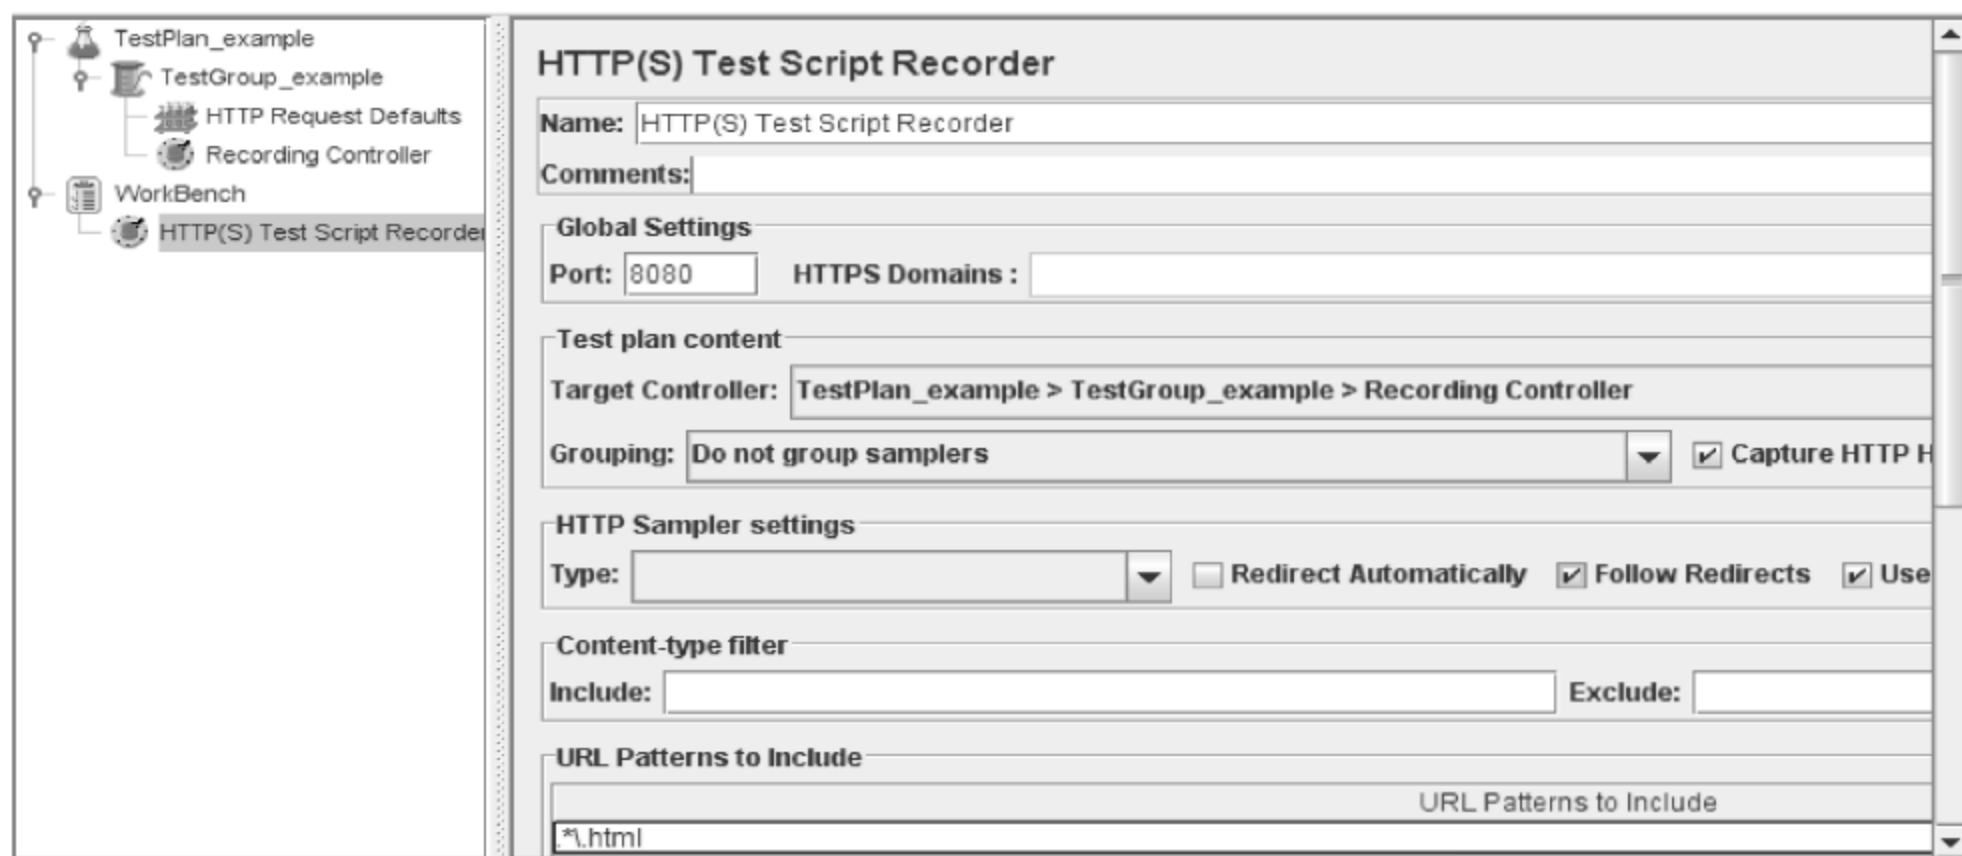 TestPlan_example
TestGroup_example
HTTP Request Defaults
Recording Controller
WorkBench
HTTP(S) Test Script Recorder
HTTP(S) Test Script Recorder
Name: HTTP(S) Test Script Recorder
Comments:
Global Settings
Port: 8080 HTTPS Domains :
Test plan content
Target Controller: TestPlan_example > TestGroup_example > Recording Controller
Grouping: Do not group samplers Capture HTTP H
HTTP Sampler settings
Type: Redirect Automatically Follow Redirects Use
Content-type filter
Include: Exclude:
URL Patterns to Include
URL Patterns to Include
.*\.html